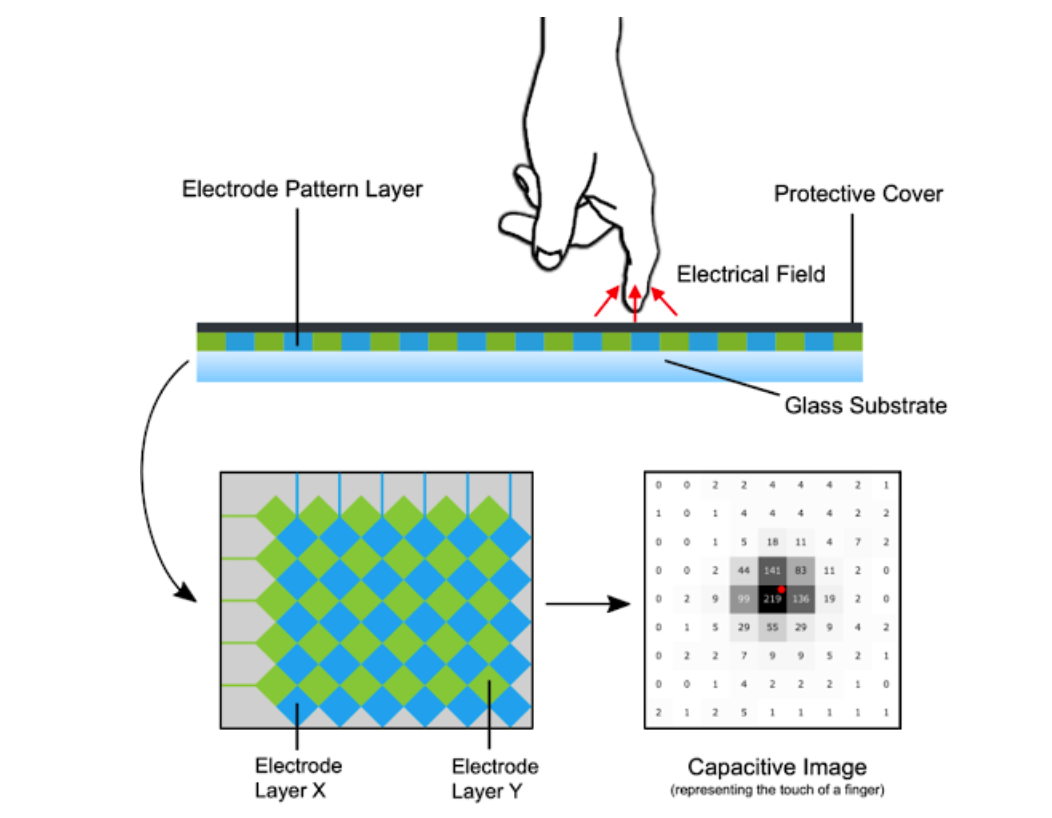 Electrode Pattern Layer
Protective Cover
Electrical Field
Glass Substrate
0 0 2 2 4 4 4 2 1
1 0 1 4 4 4 4 2 2
0 0 1 5 18 11 4 7 2
0 0 2 44 141 83 11 2 0
0 2 9 99 219 136 19 2 0
0 1 5 29 55 29 9 4 2
0 2 2 7 9 9 5 2 1
0 0 1 4 2 2 2 1 0
2 1 2 5 1 1 1 1 1
Electrode
Layer X
Electrode
Layer Y
Capacitive Image
(representing the touch of a finger)